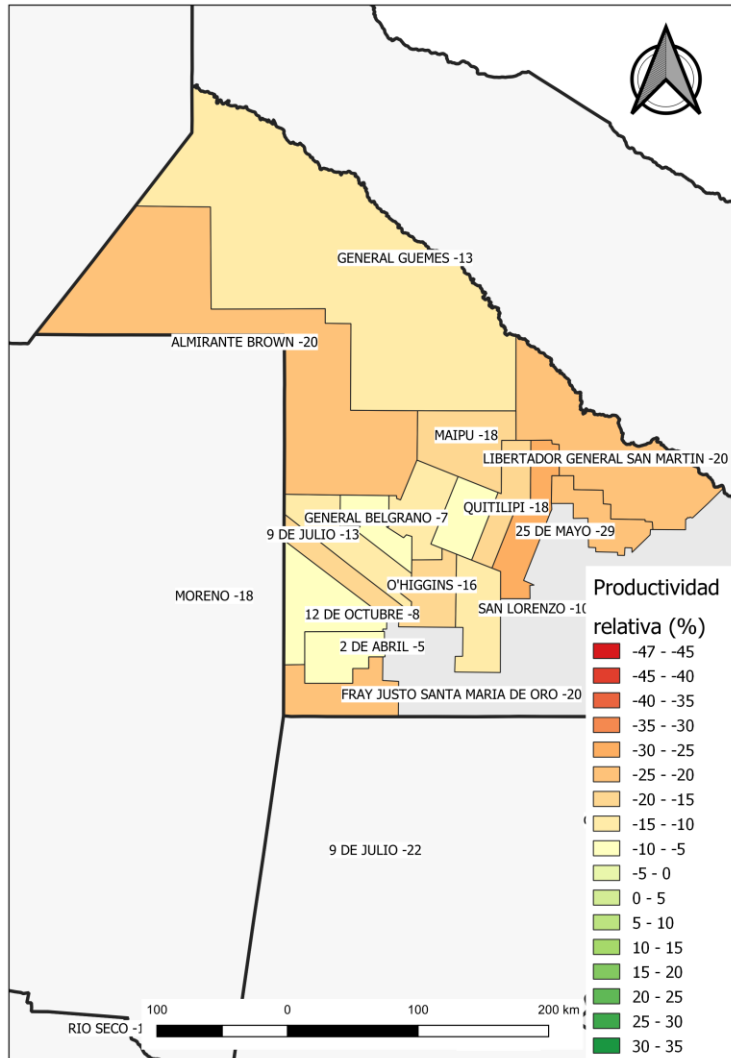 GENERAL GUEMES -13
ALMIRANTE BROWN -20
MAIPU -18
LIBERTADOR GENERAL SAN MARTIN -20
QUITILIPI -18
GENERAL BELGRANO -7
25 DE MAYO -29
9 DE JULIO -13
O'HIGGINS -16
MORENO -18
SAN LORENZO -10
12 DE OCTUBRE -8
2 DE ABRIL -5
FRAY JUSTO SANTA MARIA DE ORO -20
9 DE JULIO -22
RIO SECO
Productividad
relativa (%)
-47 - -45
-45 - -40
-40 - -35
-35 - -30
-30 - -25
-25 - -20
-20 - -15
-15 - -10
-10 - -5
-5 - 0
0 - 5
5 - 10
10 - 15
15 - 20
20 - 25
25 - 30
30 - 35
100 0 100 200 km